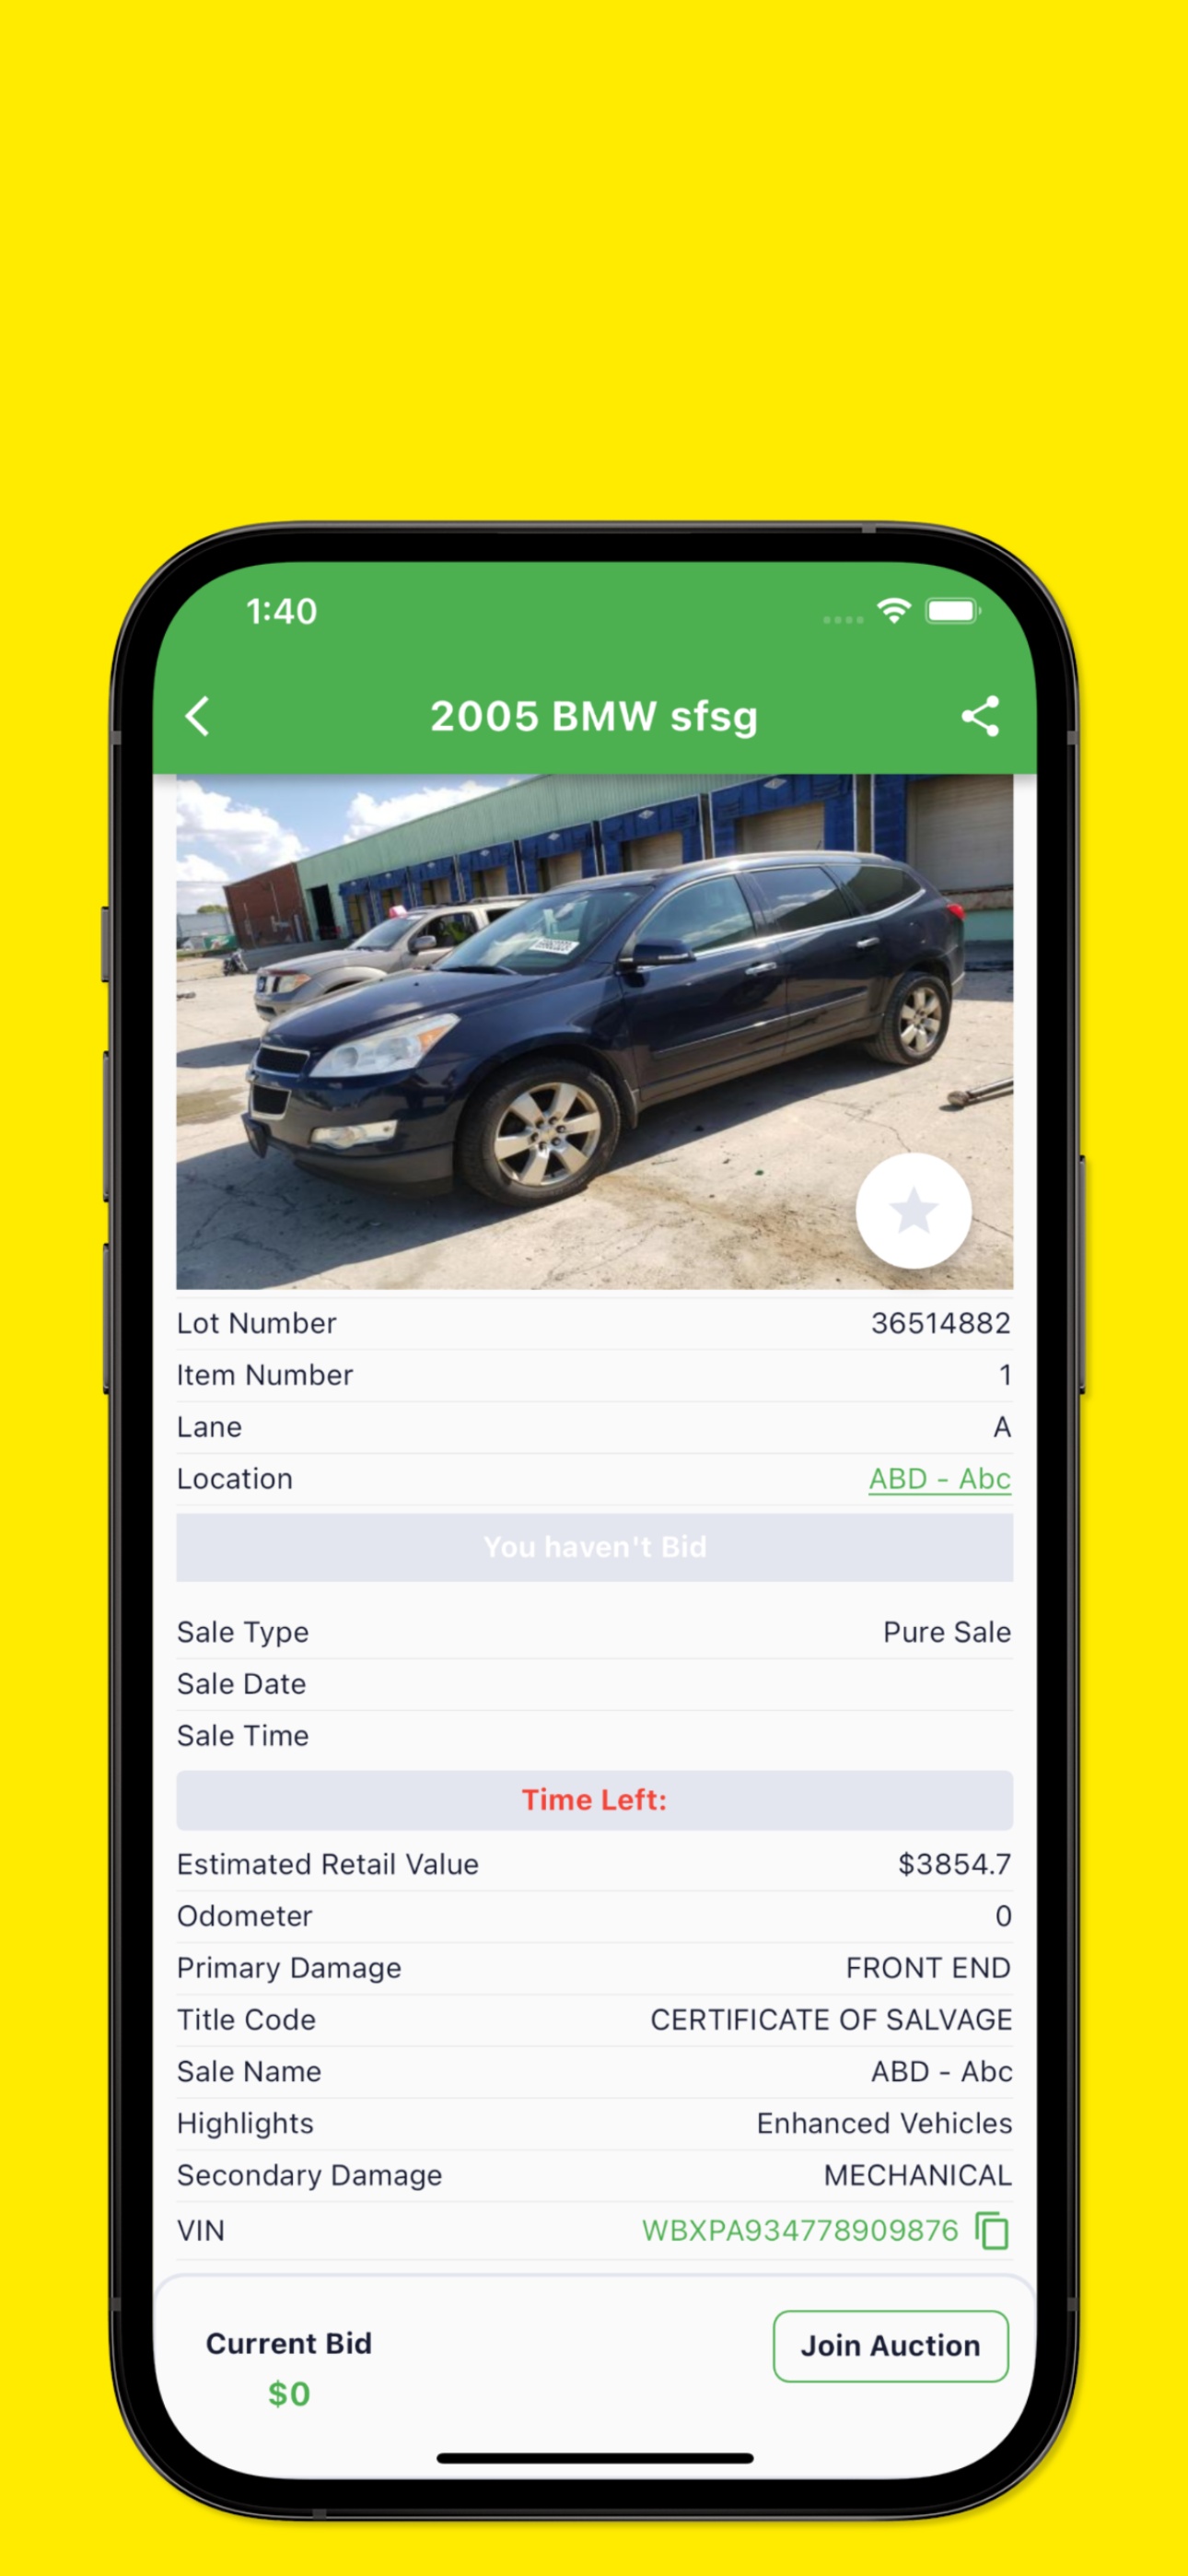 1:40
2005 BMW sfsg
Lot Number 36514882
Item Number 1
Lane A
Location ABD - Abc
You haven't Bid
Sale Type Pure Sale
Sale Date
Sale Time
Time Left:
Estimated Retail Value $3854.7
Odometer 0
Primary Damage FRONT END
Title Code CERTIFICATE OF SALVAGE
Sale Name ABD - Abc
Highlights Enhanced Vehicles
Secondary Damage MECHANICAL
VIN WBXPA934778909876
Current Bid
Join Auction
$0